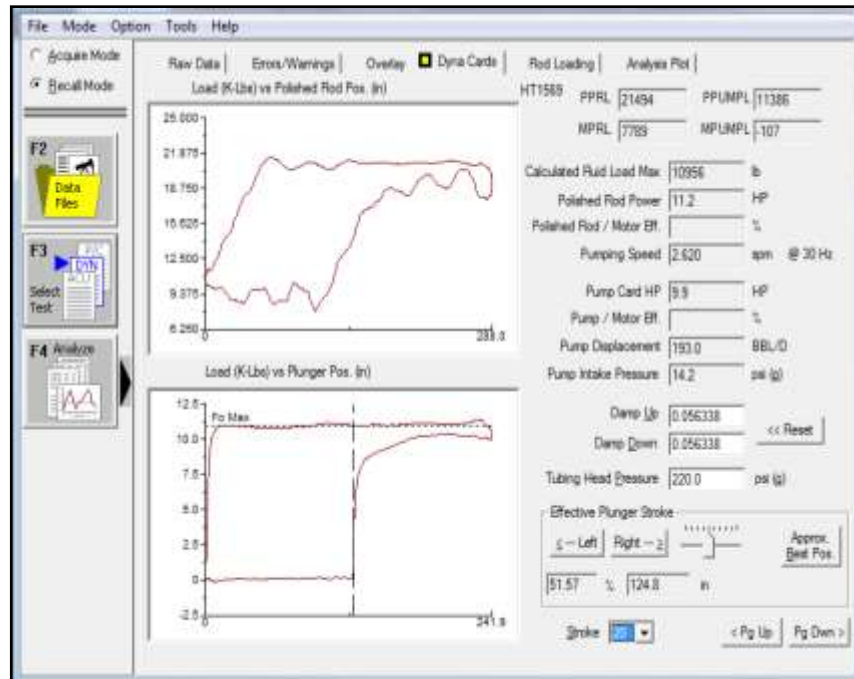 File Mode Option Tools Help
Acquire Mode
Recall Mode
F2
Data
Files
F3
DYN
Select
Test
F4 Analyze
Raw Data
Errors/Warnings
Overlay
Dyna Cards
Rod Loading
Analysis Plot
Load (K-Lbs) vs Polished Rod Pos. (in)
25.000
21.875
18.750
15.625
12.500
9.375
6.250
0
Load (K-Lbs) vs Plunger Pos. (in)
12.5
Fo Max
10.0
7.5
5.0
2.5
0
-2.5
0
241.9
HT1569 PPRL 21494 PPUMPL 11386
MPRL 7789 MPUMPL -107
Calculated Fluid Load Max 10956 lb
Polished Rod Power 11.2 HP
Polished Rod / Motor Eff. %
Pumping Speed 2.620 spm @ 30 Hz
Pump Card HP 9.9 HP
Pump / Motor Eff. %
Pump Displacement 193.0 BBL/D
Pump Intake Pressure 14.2 psi (g)
Damp Up 0.056338
Damp Down 0.056338
<< Reset
Tubing Head Pressure 220.0 psi (g)
Effective Plunger Stroke
<-- Left Right -->
Approx.
Best Pos.
51.57 % 124.8 in
Stroke 20 < Pg Up Pg Dwn >